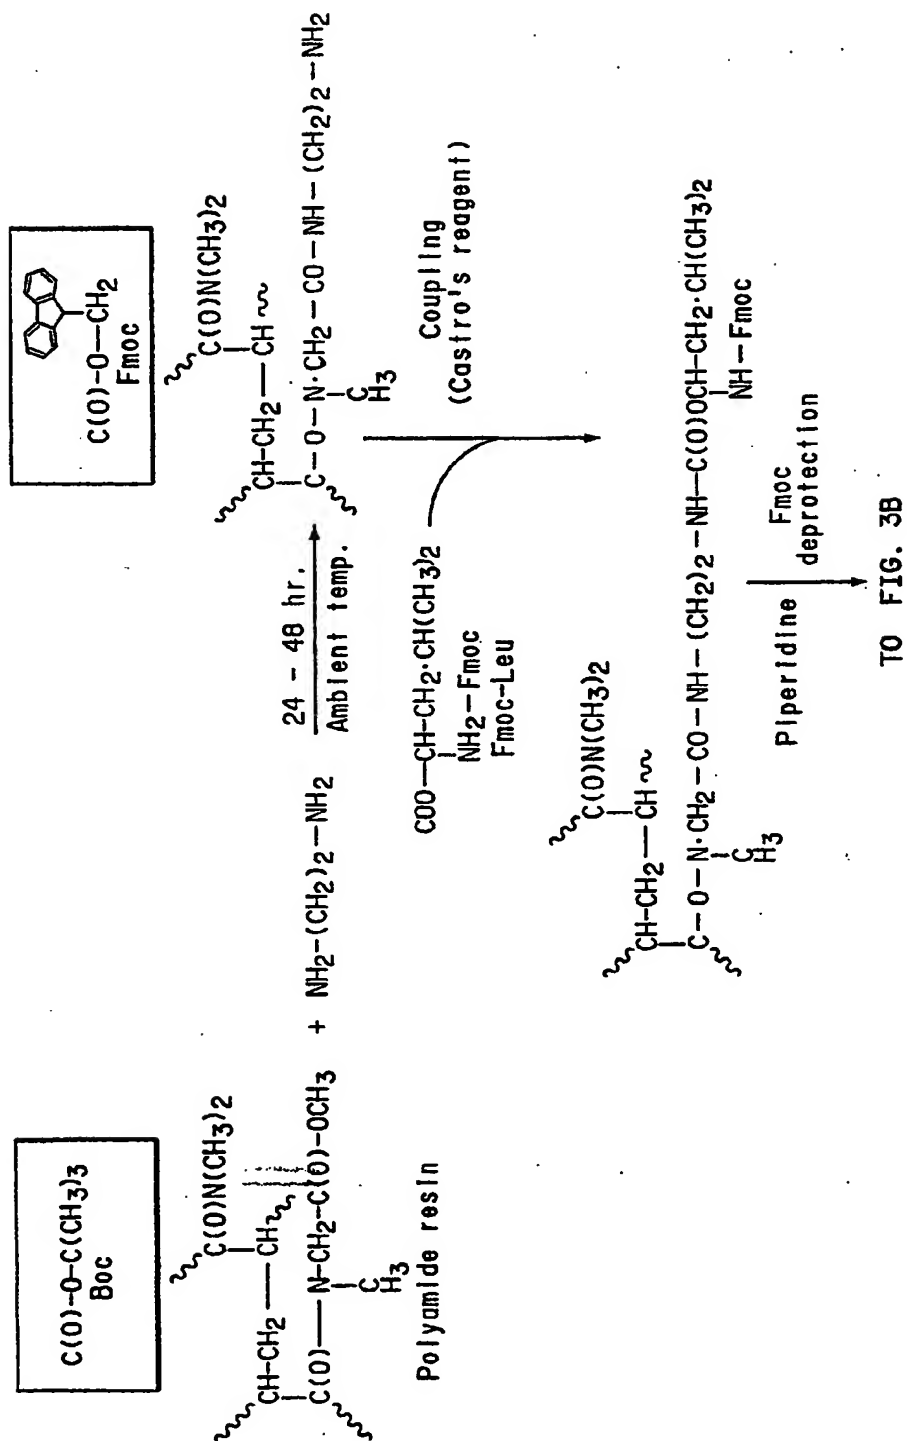 C(O)-O-C(CH3)3
Boc
C(O)-O-CH2
Fmoc
C(O)N(CH3)2
CH-CH2-CH
C(O)-N-CH2-C(O)-OCH3
CH3
Polyamide resin
+ NH2-(CH2)2-NH2
24 - 48 hr.
Ambient temp.
C(O)N(CH3)2
CH-CH2-CH
C-O-N·CH2-CO-NH-(CH2)2-NH2
CH3
COO-CH-CH2·CH(CH3)2
NH2-Fmoc
Fmoc-Leu
Coupling
(Castro's reagent)
C(O)N(CH3)2
CH-CH2-CH
C-O-N·CH2-CO-NH-(CH2)2-NH-C(O)OCH-CH2·CH(CH3)2
CH3
NH-Fmoc
Piperidine
Fmoc
deprotection
TO FIG. 3B